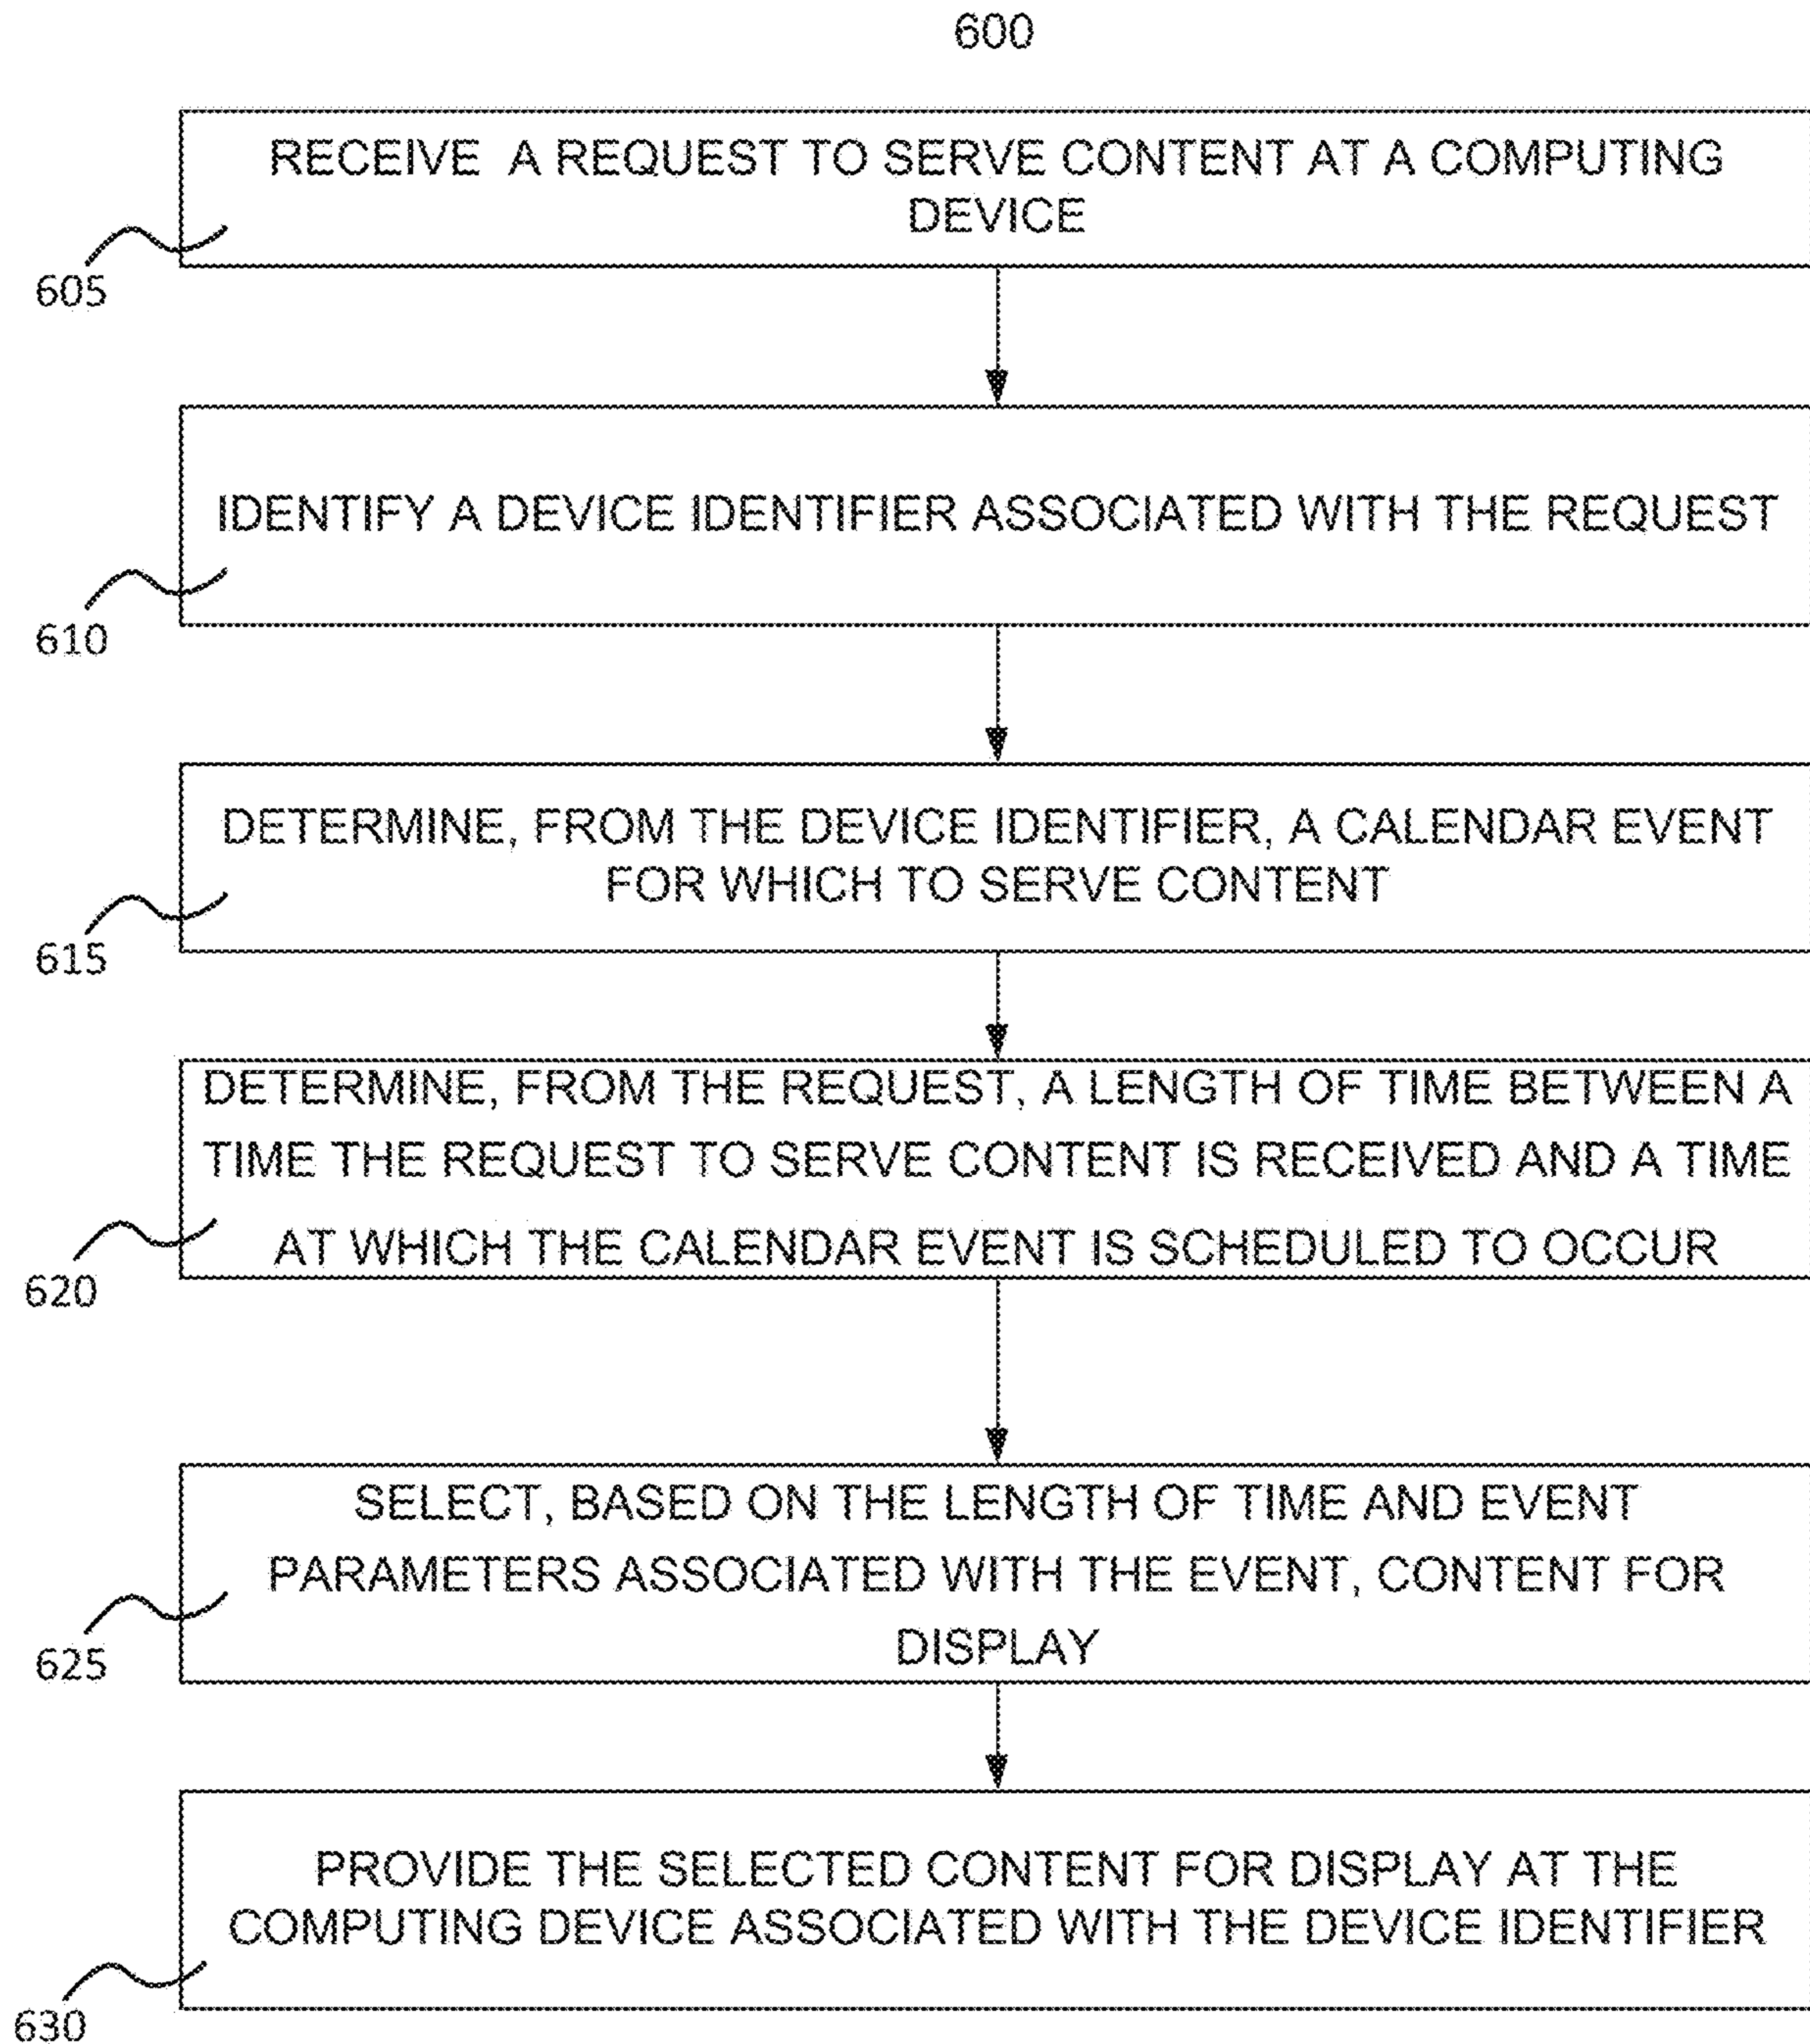 600
RECEIVE A REQUEST TO SERVE CONTENT AT A COMPUTING
DEVICE
605
IDENTIFY A DEVICE IDENTIFIER ASSOCIATED WITH THE REQUEST
610
DETERMINE, FROM THE DEVICE IDENTIFIER, A CALENDAR EVENT
FOR WHICH TO SERVE CONTENT
615
DETERMINE, FROM THE REQUEST, A LENGTH OF TIME BETWEEN A
TIME THE REQUEST TO SERVE CONTENT IS RECEIVED AND A TIME
AT WHICH THE CALENDAR EVENT IS SCHEDULED TO OCCUR
620
SELECT, BASED ON THE LENGTH OF TIME AND EVENT
PARAMETERS ASSOCIATED WITH THE EVENT, CONTENT FOR
DISPLAY
625
PROVIDE THE SELECTED CONTENT FOR DISPLAY AT THE
COMPUTING DEVICE ASSOCIATED WITH THE DEVICE IDENTIFIER
630